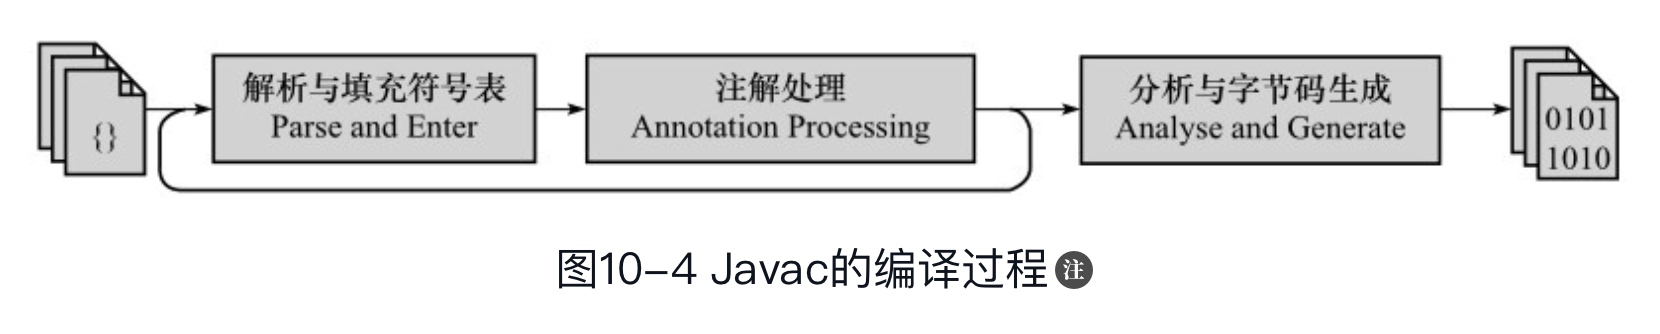 {}
解析与填充符号表
Parse and Enter
注解处理
Annotation Processing
分析与字节码生成
Analyse and Generate
0101
1010
图10-4 Javac的编译过程 注